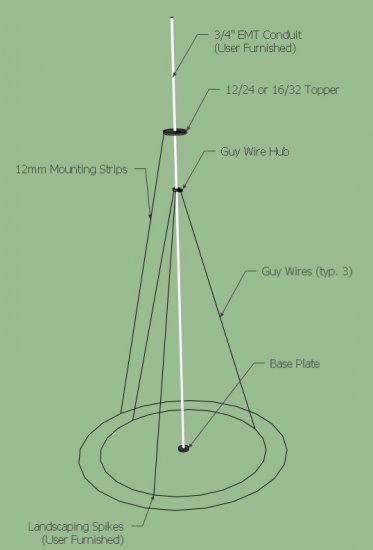 3/4" EMT Conduit
(User Furnished)
12/24 or 16/32 Topper
Guy Wire Hub
12mm Mounting Strips
Guy Wires (typ. 3)
Base Plate
Landscaping Spikes
(User Furnished)